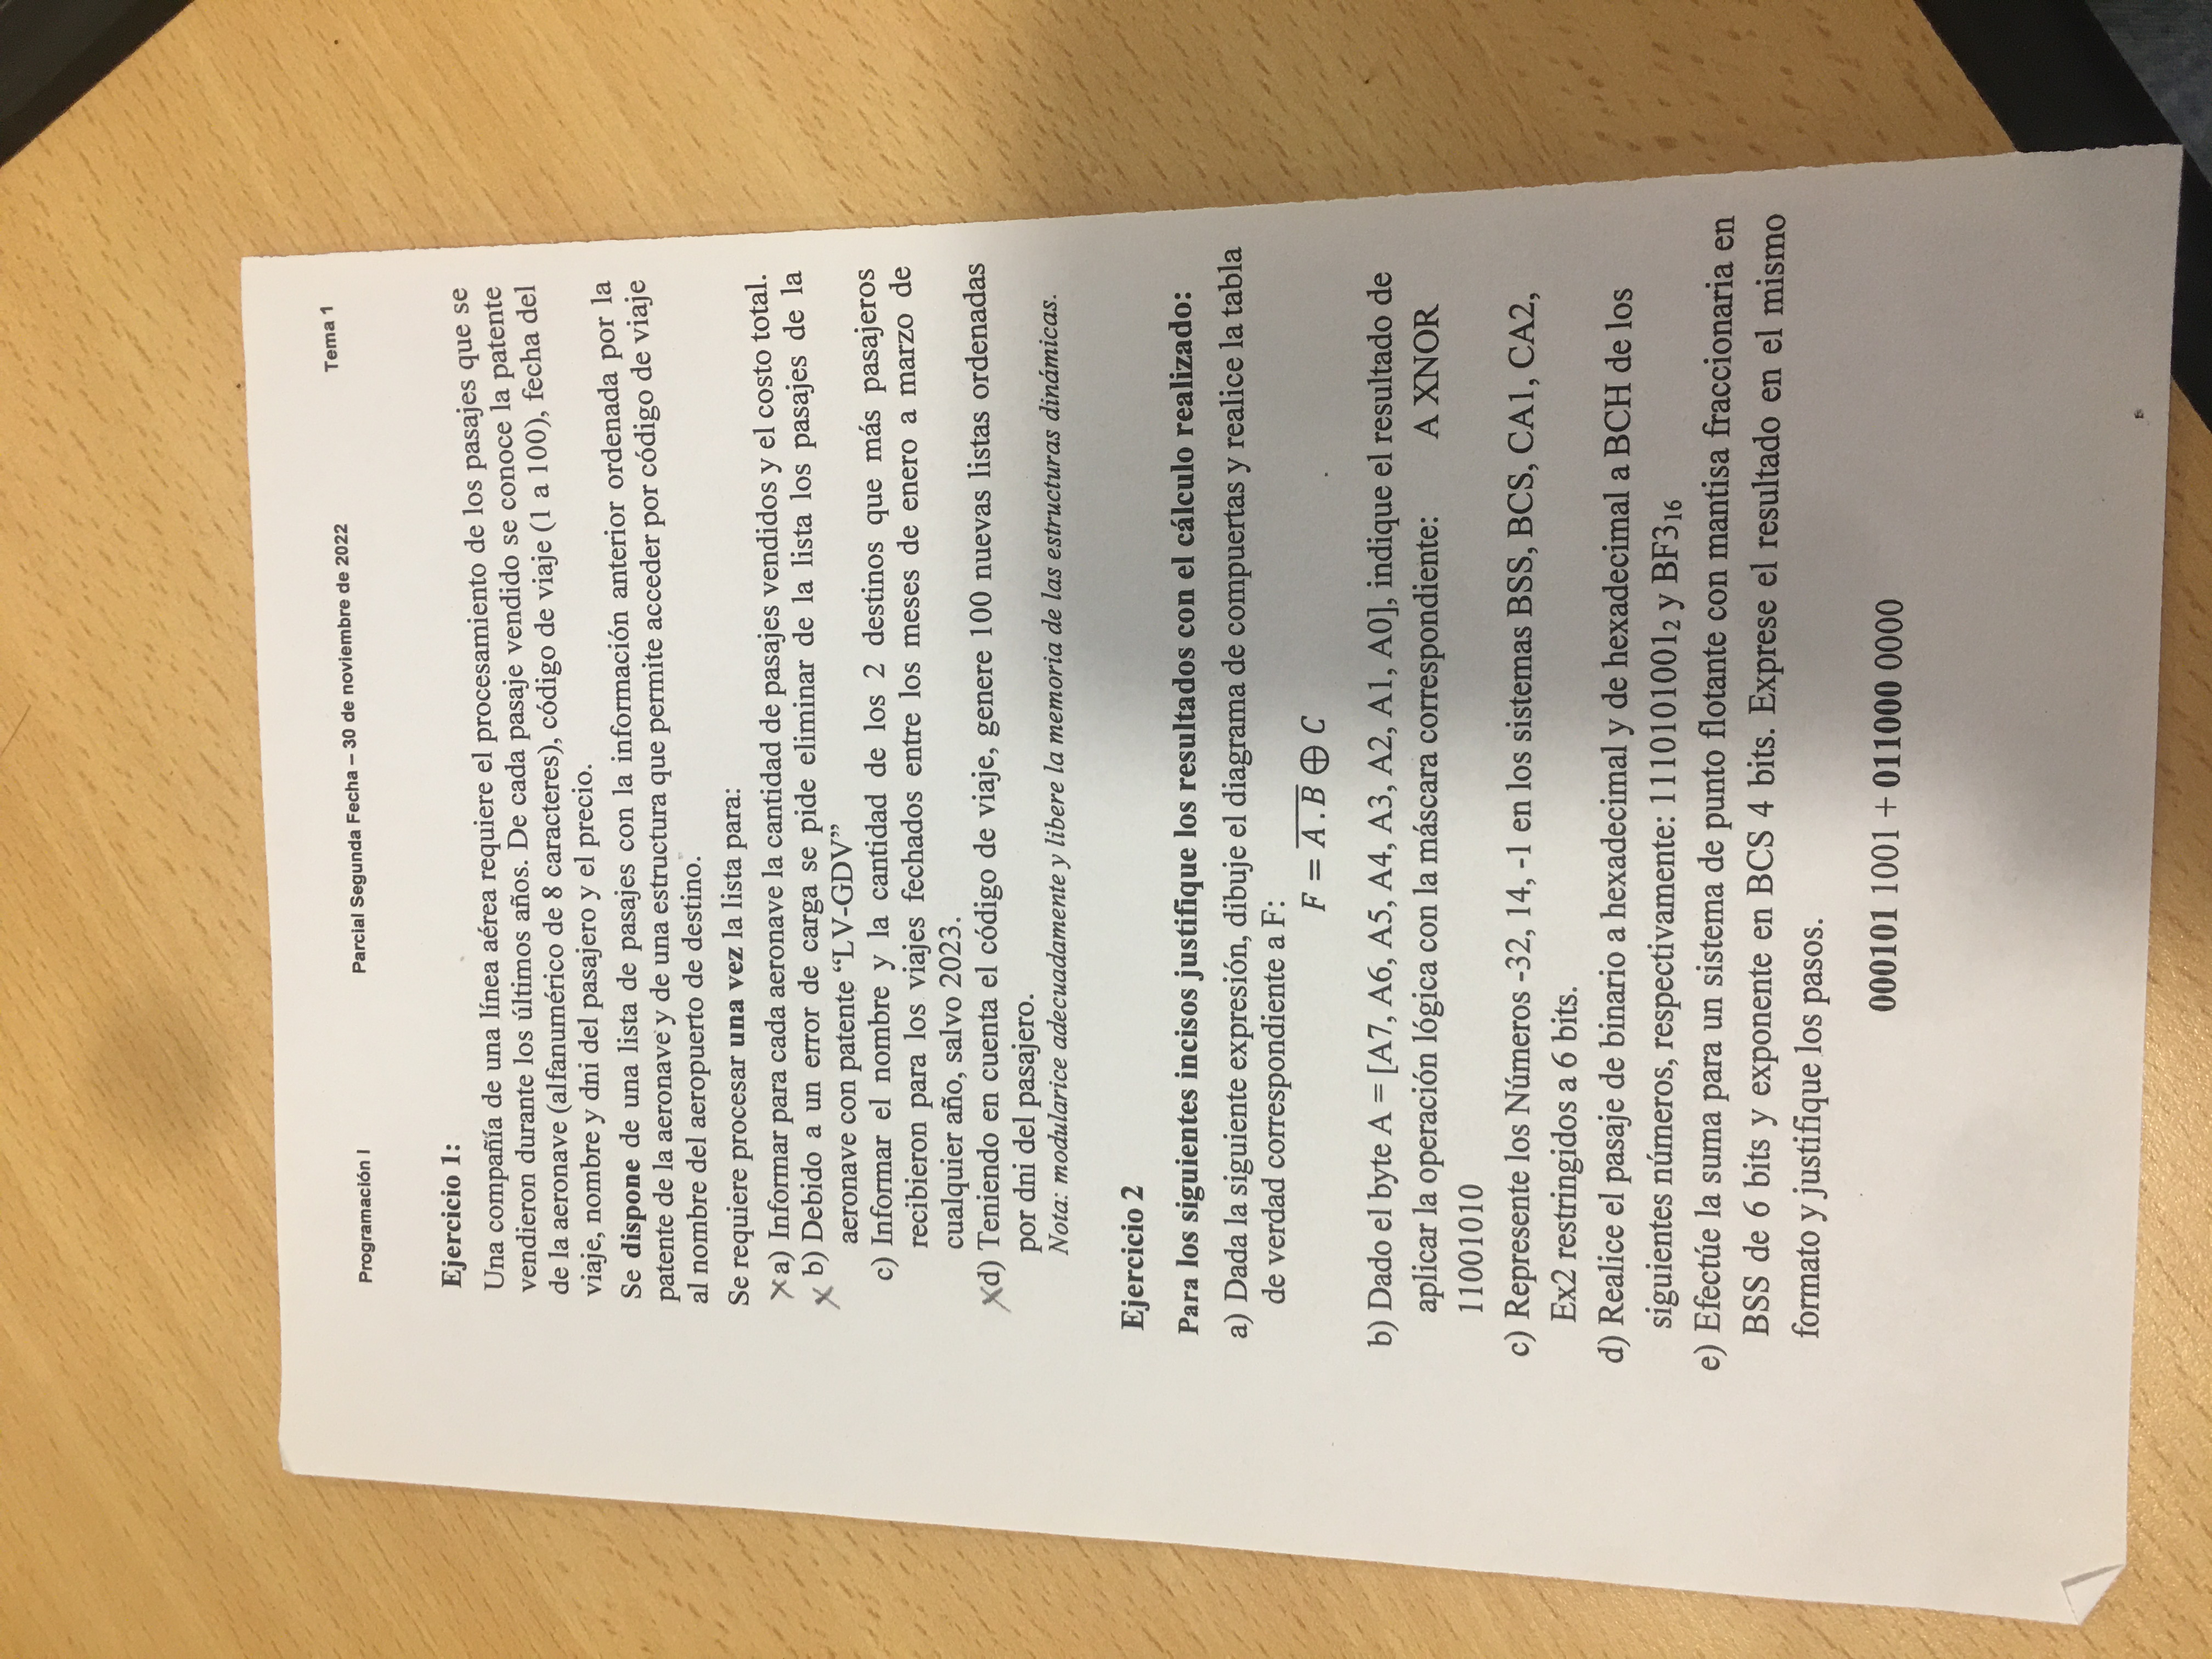 Programación I
Parcial Segunda Fecha – 30 de noviembre de 2022
Tema 1
Ejercicio 1:
Una compañía de una línea aérea requiere el procesamiento de los pasajes que se
vendieron durante los últimos años. De cada pasaje vendido se conoce la patente
de la aeronave (alfanumérico de 8 caracteres), código de viaje (1 a 100), fecha del
viaje, nombre y dni del pasajero y el precio.
Se dispone de una lista de pasajes con la información anterior ordenada por la
patente de la aeronave y de una estructura que permite acceder por código de viaje
al nombre del aeropuerto de destino.
Se requiere procesar una vez la lista para:
X a) Informar para cada aeronave la cantidad de pasajes vendidos y el costo total.
X b) Debido a un error de carga se pide eliminar de la lista los pasajes de la
aeronave con patente “LV-GDV”
c) Informar el nombre y la cantidad de los 2 destinos que más pasajeros
recibieron para los viajes fechados entre los meses de enero a marzo de
cualquier año, salvo 2023.
X d) Teniendo en cuenta el código de viaje, genere 100 nuevas listas ordenadas
por dni del pasajero.
Nota: modularice adecuadamente y libere la memoria de las estructuras dinámicas.
Ejercicio 2
Para los siguientes incisos justifique los resultados con el cálculo realizado:
a) Dada la siguiente expresión, dibuje el diagrama de compuertas y realice la tabla
de verdad correspondiente a F:
F = A̅ ̅.̅ ̅B̅ ⊕ C
b) Dado el byte A = [A7, A6, A5, A4, A3, A2, A1, A0], indique el resultado de
aplicar la operación lógica con la máscara correspondiente: A XNOR
11001010
c) Represente los Números -32, 14, -1 en los sistemas BSS, BCS, CA1, CA2,
Ex2 restringidos a 6 bits.
d) Realice el pasaje de binario a hexadecimal y de hexadecimal a BCH de los
siguientes números, respectivamente: 1110101001₂ y BF3₁₆
e) Efectúe la suma para un sistema de punto flotante con mantisa fraccionaria en
BSS de 6 bits y exponente en BCS 4 bits. Exprese el resultado en el mismo
formato y justifique los pasos.
000101 1001 + 011000 0000